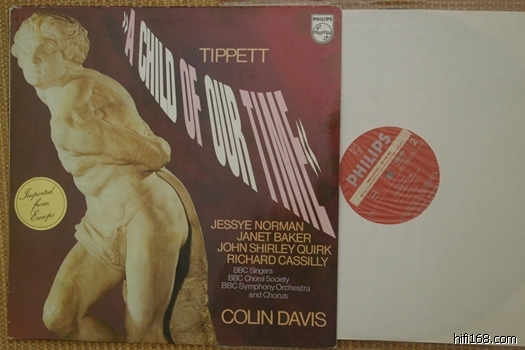 PHILIPS
TIPPETT
"A CHILD OF OUR TIME"
JESSYE NORMAN
JANET BAKER
JOHN SHIRLEY QUIRK
RICHARD CASSILLY
BBC Singers
BBC Choral Society
BBC Symphony Orchestra
and Chorus
COLIN DAVIS
Imported
from
Europe
PHILIPS
2
hifi168.com